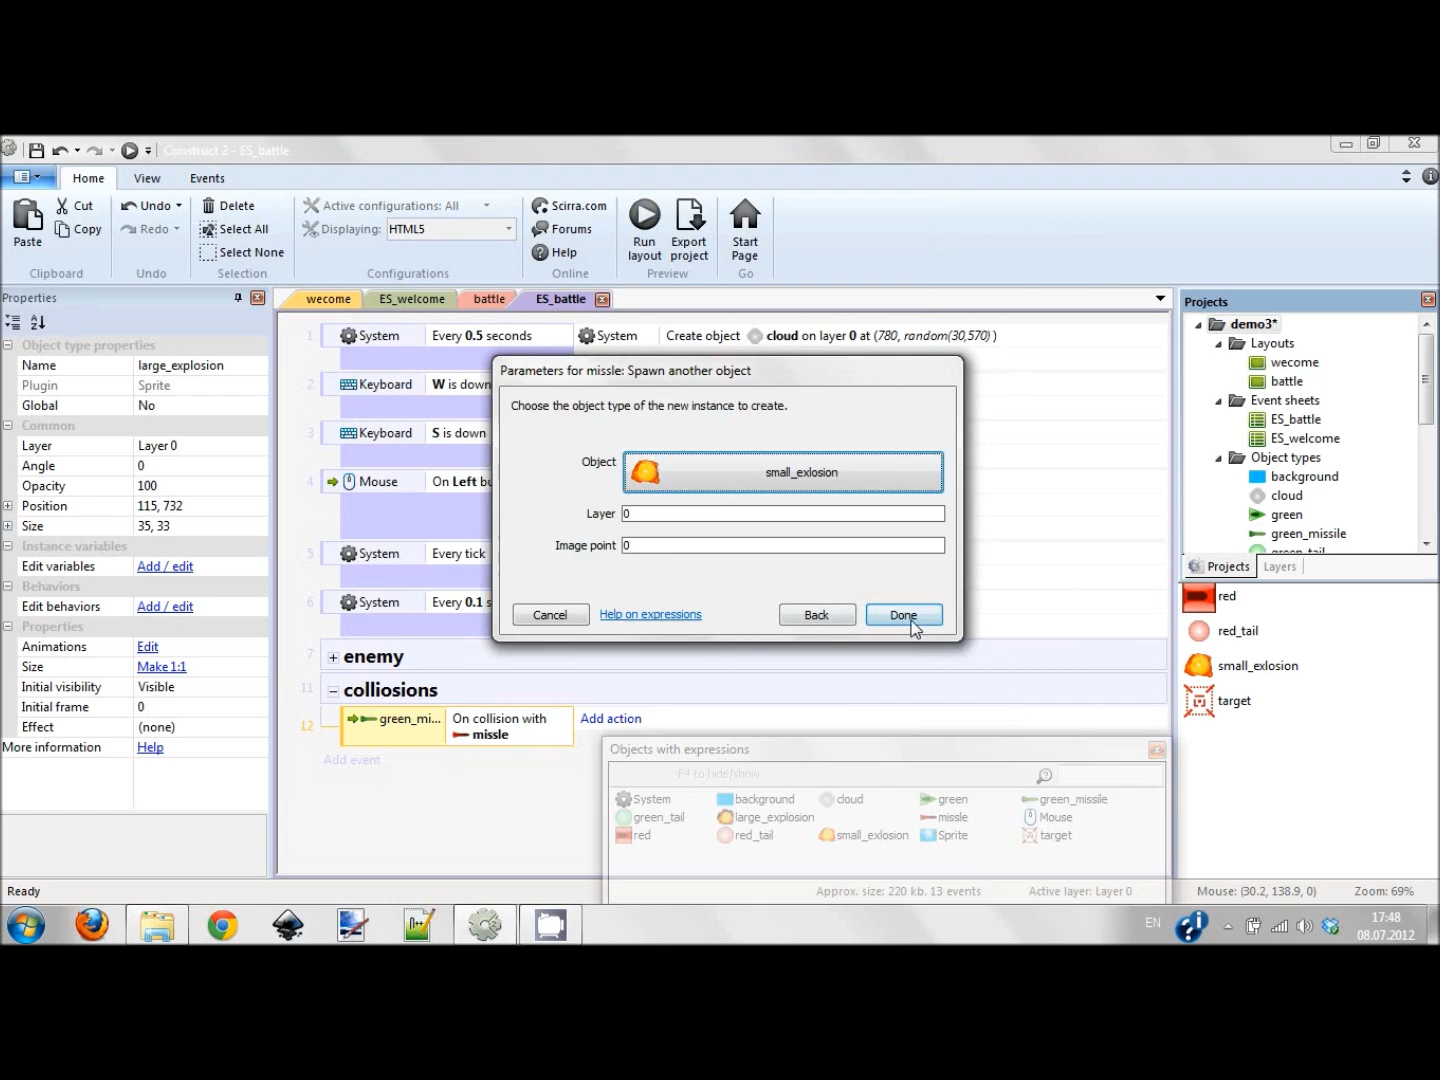 Construct 2 - ES_battle
Home
View
Events
Paste
Cut
Copy
Clipboard
Undo
Redo
Undo
Delete
Select All
Select None
Selection
Active configurations: All
Displaying: HTML5
Configurations
Scirra.com
Forums
Help
Online
Run layout
Export project
Preview
Start Page
Go
Properties
Object type properties
Name large_explosion
Plugin Sprite
Global No
Common
Layer Layer 0
Angle 0
Opacity 100
Position 115, 732
Size 35, 33
Instance variables
Edit variables Add / edit
Behaviors
Edit behaviors Add / edit
Properties
Animations Edit
Size Make 1:1
Initial visibility Visible
Initial frame 0
Effect (none)
More information Help
wecome
ES_welcome
battle
ES_battle
1 System Every 0.5 seconds System Create object cloud on layer 0 at (780, random(30,570) )
2 Keyboard W is down
3 Keyboard S is down
4 Mouse On Left bu
5 System Every tick
6 System Every 0.1 s
7 enemy
11 colliosions
12 green_mi... On collision with missle Add action
Add event
Parameters for missle: Spawn another object
Choose the object type of the new instance to create.
Object small_exlosion
Layer 0
Image point 0
Cancel
Help on expressions
Back
Done
Objects with expressions
F4 to hide/show
System background cloud green green_missile
green_tail large_explosion missle Mouse
red red_tail small_exlosion Sprite target
Projects
demo3*
Layouts
wecome
battle
Event sheets
ES_battle
ES_welcome
Object types
background
cloud
green
green_missile
green_tail
Projects
Layers
red
red_tail
small_exlosion
target
Ready
Approx. size: 220 kb. 13 events
Active layer: Layer 0
Mouse: (30.2, 138.9, 0)
Zoom: 69%
EN
17:48
08.07.2012